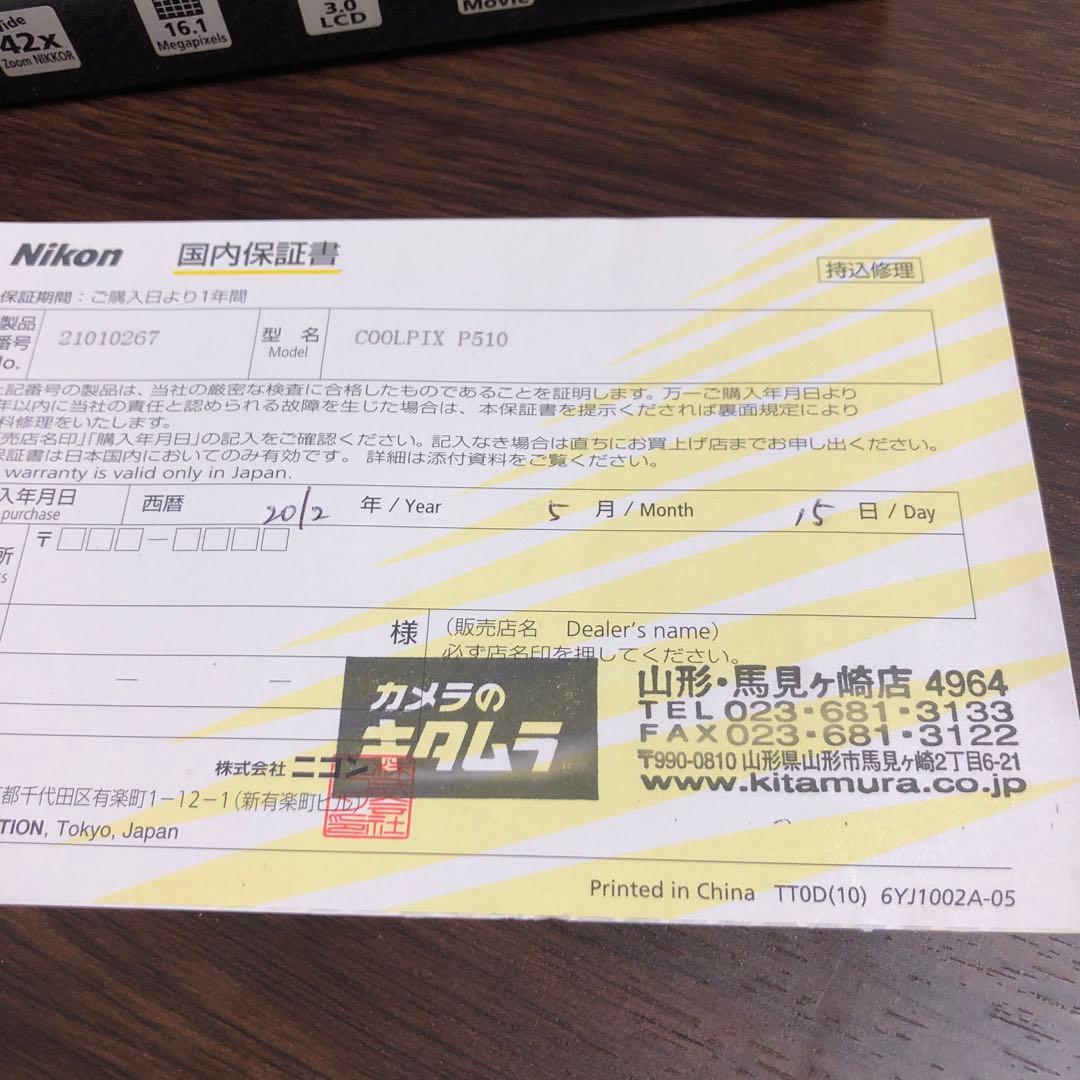 42x
Zoom NIKKOR
16.1
Megapixels
3.0
LCD
Movie
Nikon 国内保証書
持込修理
保証期間:ご購入日より1年間
製品
番号
No.
21010267
型 名
Model
COOLPIX P510
記番号の製品は、当社の厳密な検査に合格したものであることを証明します。万一ご購入年月日より
年以内に当社の責任と認められる故障を生じた場合は、本保証書を提示くだされば裏面規定により
料修理をいたします。
売店名印」「購入年月日」の記入をご確認ください。記入なき場合は直ちにお買上げ店までお申し出ください。
証書は日本国内においてのみ有効です。 詳細は添付資料をご覧ください。
warranty is valid only in Japan.
入年月日
purchase
西暦 2012 年 / Year 5 月 / Month 15 日 / Day
所
〒□□□-□□□□
様
(販売店名 Dealer's name)
必ず店名印を押してください。
カメラの
キタムラ
山形・馬見ヶ崎店 4964
TEL 023・681・3133
FAX 023・681・3122
〒990-0810 山形県山形市馬見ヶ崎2丁目6-21
www.kitamura.co.jp
株式会社 ニコン
都千代田区有楽町1-12-1(新有楽町ビル)
TION, Tokyo, Japan
Printed in China TT0D(10) 6YJ1002A-05